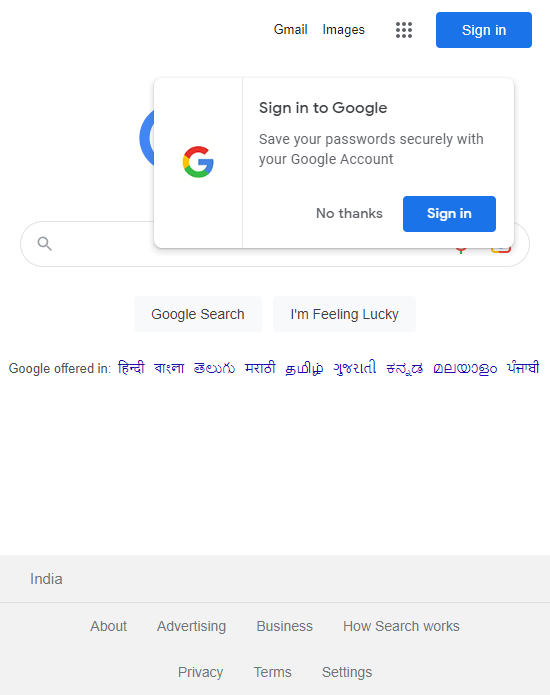 Gmail Images Sign in
Sign in to Google
Save your passwords securely with
your Google Account
No thanks Sign in
Google Search I'm Feeling Lucky
Google offered in: हिन्दी বাংলা తెలుగు मराठी தமிழ் ગુજરાતી ಕನ್ನಡ മലയാളം ਪੰਜਾਬੀ
India
About Advertising Business How Search works
Privacy Terms Settings